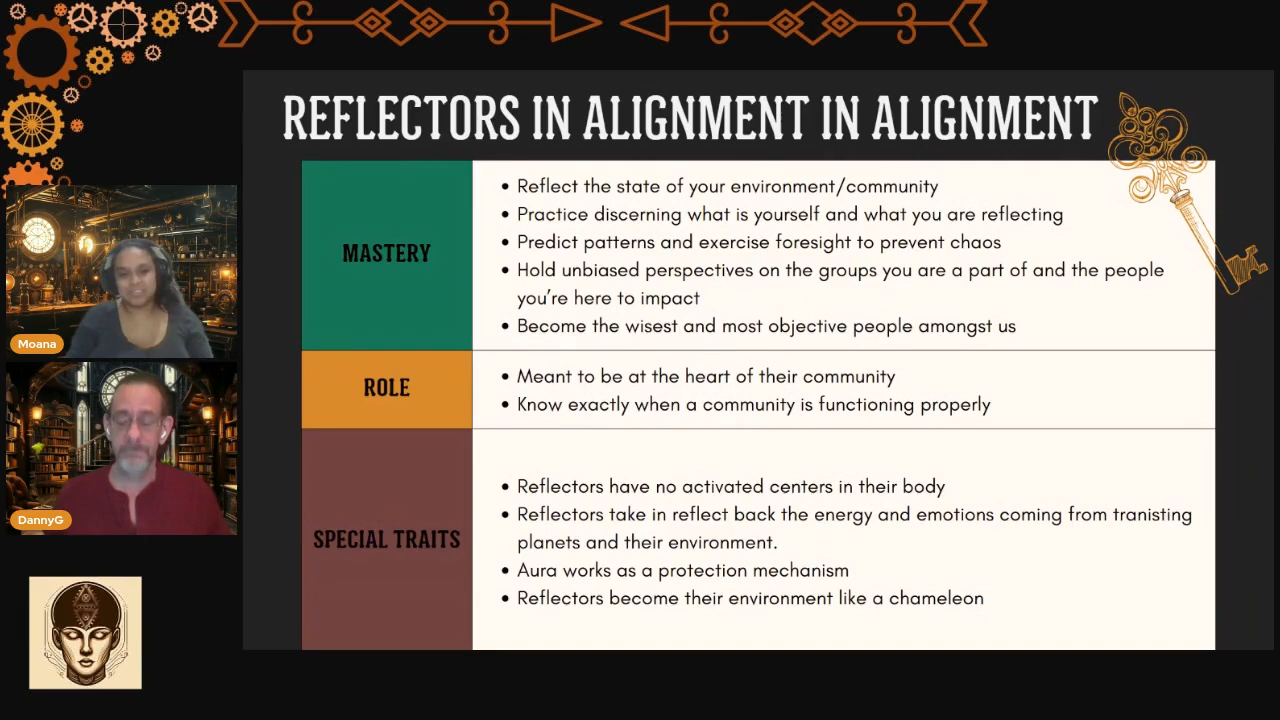 REFLECTORS IN ALIGNMENT IN ALIGNMENT
MASTERY
Reflect the state of your environment/community
Practice discerning what is yourself and what you are reflecting
Predict patterns and exercise foresight to prevent chaos
Hold unbiased perspectives on the groups you are a part of and the people
you're here to impact
Become the wisest and most objective people amongst us
ROLE
Meant to be at the heart of their community
Know exactly when a community is functioning properly
SPECIAL TRAITS
Reflectors have no activated centers in their body
Reflectors take in reflect back the energy and emotions coming from tranisting
planets and their environment.
Aura works as a protection mechanism
Reflectors become their environment like a chameleon
Moana
DannyG